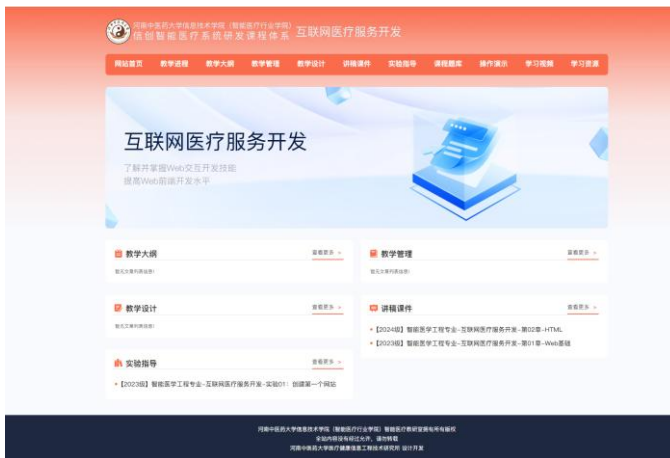 河南中医药大学信息技术学院（智能医疗行业学院）
信创智能医疗系统研发课程体系 互联网医疗服务开发
网站首页 教学进程 教学大纲 教学管理 教学设计 讲稿课件 实验指导 课程题库 操作演示 学习视频 学习资源
互联网医疗服务开发
了解并掌握Web交互开发技能
提高Web前端开发水平
教学大纲 查看更多 >
暂无文章列表信息!
教学管理 查看更多 >
暂无文章列表信息!
教学设计 查看更多 >
暂无文章列表信息!
讲稿课件 查看更多 >
【2024级】智能医学工程专业-互联网医疗服务开发-第02章-HTML
【2023级】智能医学工程专业-互联网医疗服务开发-第01章-Web基础
实验指导 查看更多 >
【2023级】智能医学工程专业-互联网医疗服务开发-实验01：创建第一个网站
河南中医药大学信息技术学院（智能医疗行业学院）智能医疗教研室拥有所有版权
全站内容没有经过允许，请勿转载
河南中医药大学医疗健康信息工程技术研究所 设计开发